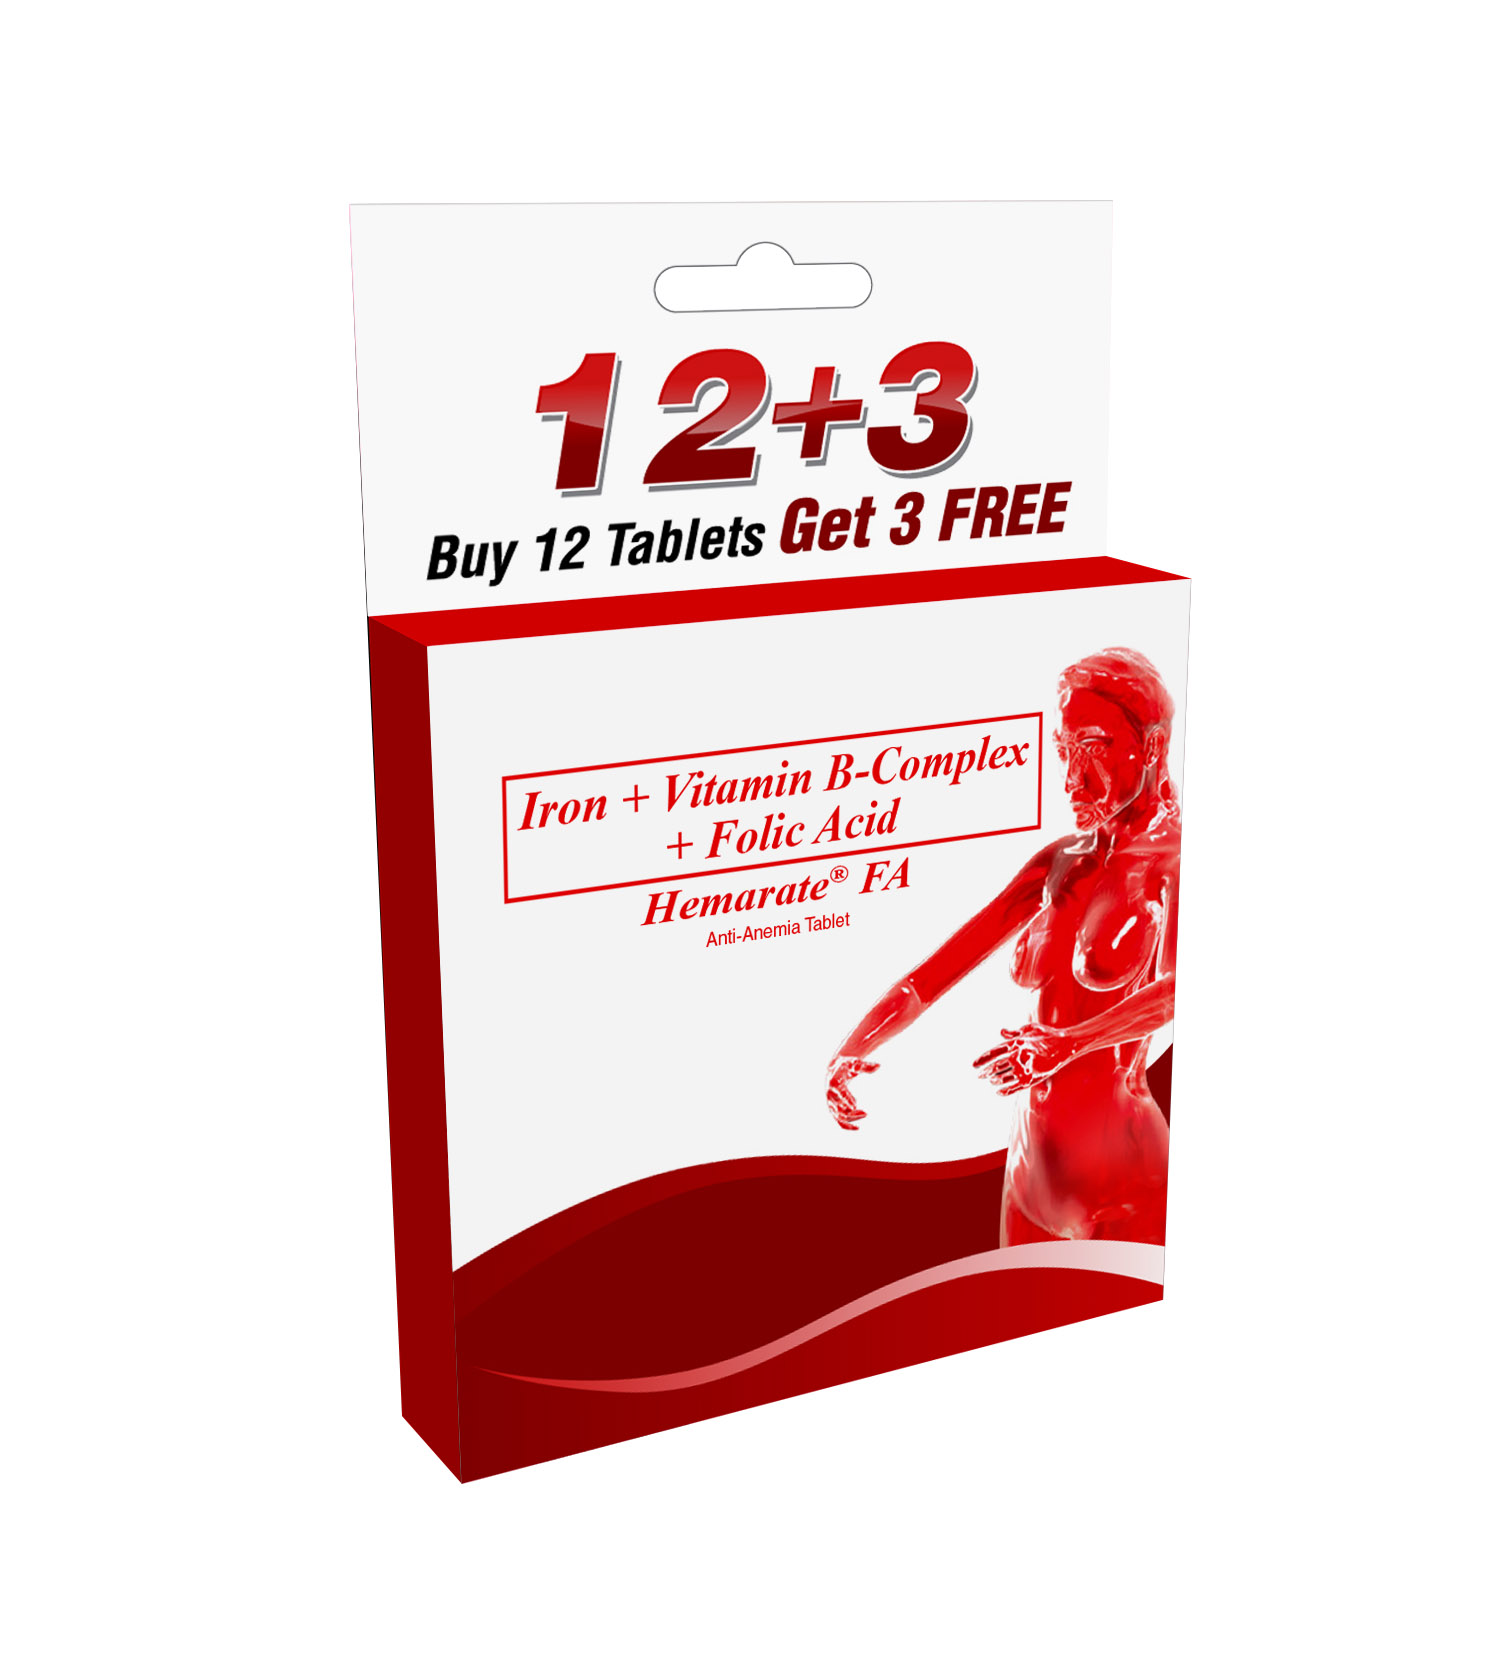 12+3
Buy 12 Tablets Get 3 FREE
Iron + Vitamin B-Complex
+ Folic Acid
Hemarate® FA
Anti-Anemia Tablet